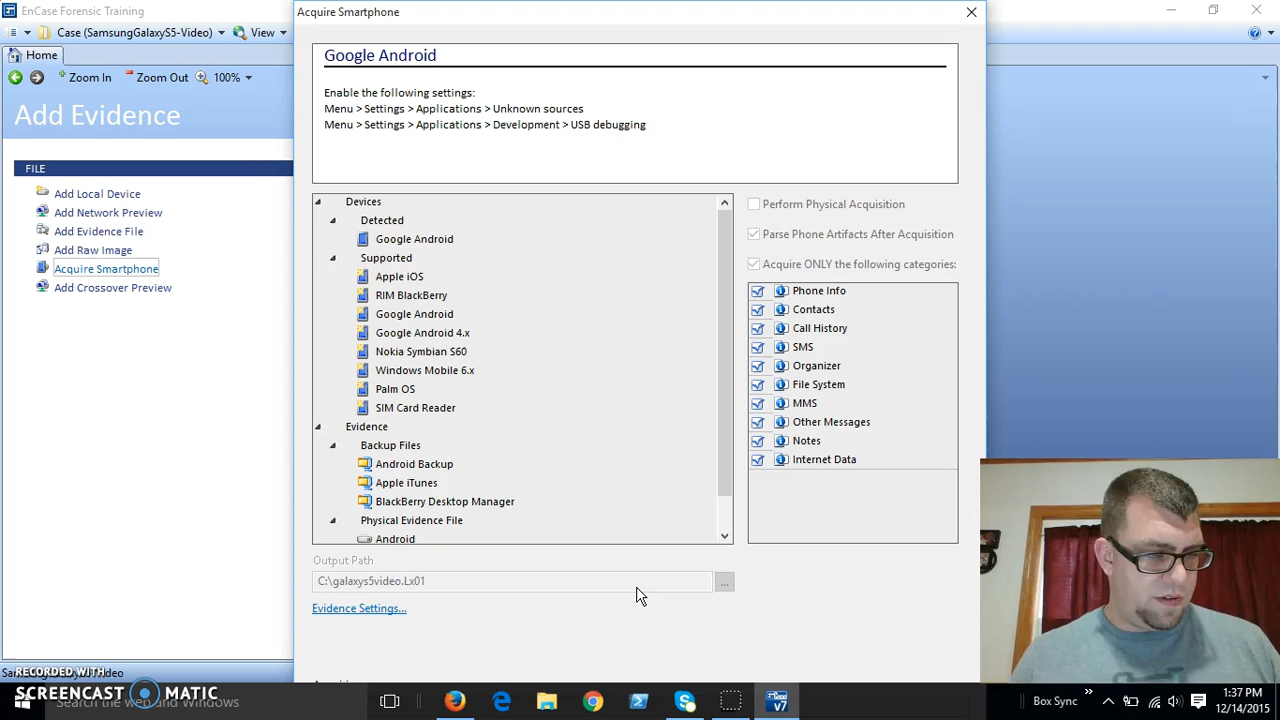 EnCase Forensic Training
Acquire Smartphone
Case (SamsungGalaxyS5-Video)
View
Home
Zoom In
Zoom Out
100%
Add Evidence
FILE
Add Local Device
Add Network Preview
Add Evidence File
Add Raw Image
Acquire Smartphone
Add Crossover Preview
Google Android
Enable the following settings:
Menu > Settings > Applications > Unknown sources
Menu > Settings > Applications > Development > USB debugging
Devices
Detected
Google Android
Supported
Apple iOS
RIM BlackBerry
Google Android
Google Android 4.x
Nokia Symbian S60
Windows Mobile 6.x
Palm OS
SIM Card Reader
Evidence
Backup Files
Android Backup
Apple iTunes
BlackBerry Desktop Manager
Physical Evidence File
Android
Perform Physical Acquisition
Parse Phone Artifacts After Acquisition
Acquire ONLY the following categories:
Phone Info
Contacts
Call History
SMS
Organizer
File System
MMS
Other Messages
Notes
Internet Data
Output Path
C:\galaxys5video.Lx01
...
Evidence Settings...
RECORDED WITH
SCREENCAST MATIC
Search the web and Windows
v7
Box Sync
1:37 PM
12/14/2015